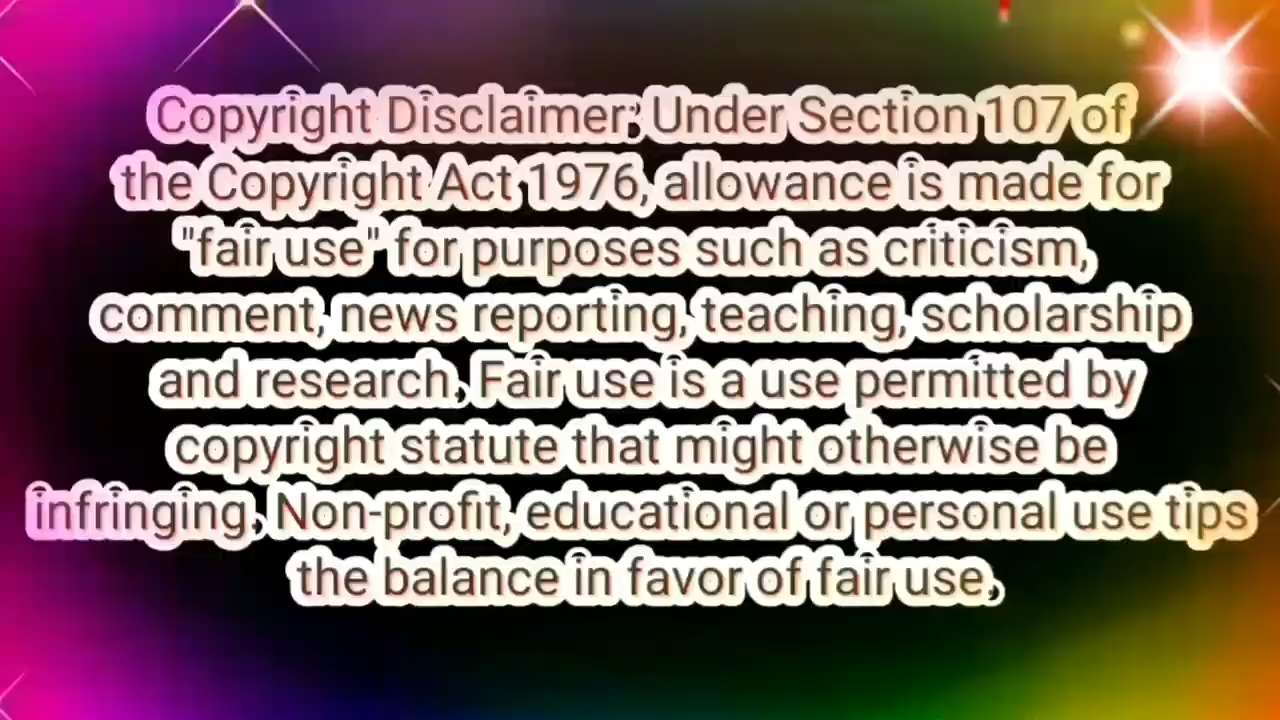 Copyright Disclaimer: Under Section 107 of
the Copyright Act 1976, allowance is made for
"fair use" for purposes such as criticism,
comment, news reporting, teaching, scholarship
and research. Fair use is a use permitted by
copyright statute that might otherwise be
infringing. Non-profit, educational or personal use tips
the balance in favor of fair use.